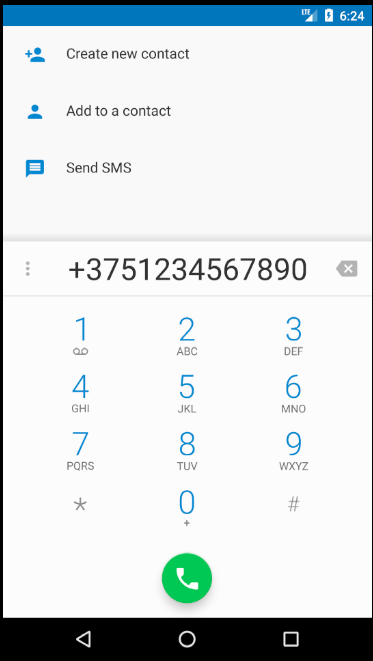 LTE 6:24
Create new contact
Add to a contact
Send SMS
+3751234567890
1 2 3
ABC DEF
4 5 6
GHI JKL MNO
7 8 9
PQRS TUV WXYZ
* 0 #
+